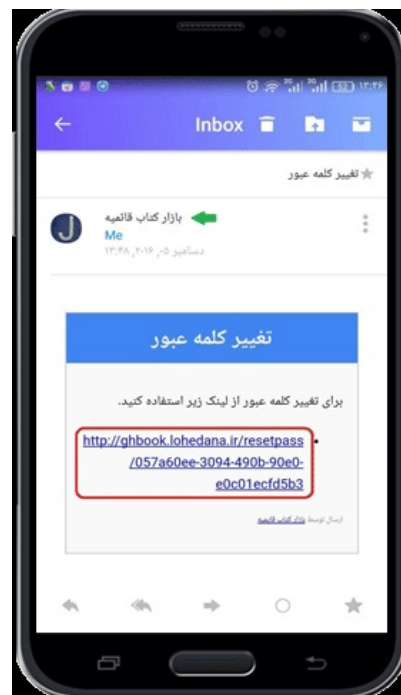 ۱۳:۴۹
Inbox
تغییر کلمه عبور
بازار کتاب قائمیه
Me
دسامبر ۰۵, ۲۰۱۶, ۱۳:۴۸
J
تغییر کلمه عبور
برای تغییر کلمه عبور از لینک زیر استفاده کنید.
http://ghbook.lohedana.ir/resetpass
/057a60ee-3094-490b-90e0-
e0c01ecfd5b3
ارسال توسط بازار کتاب قائمیه